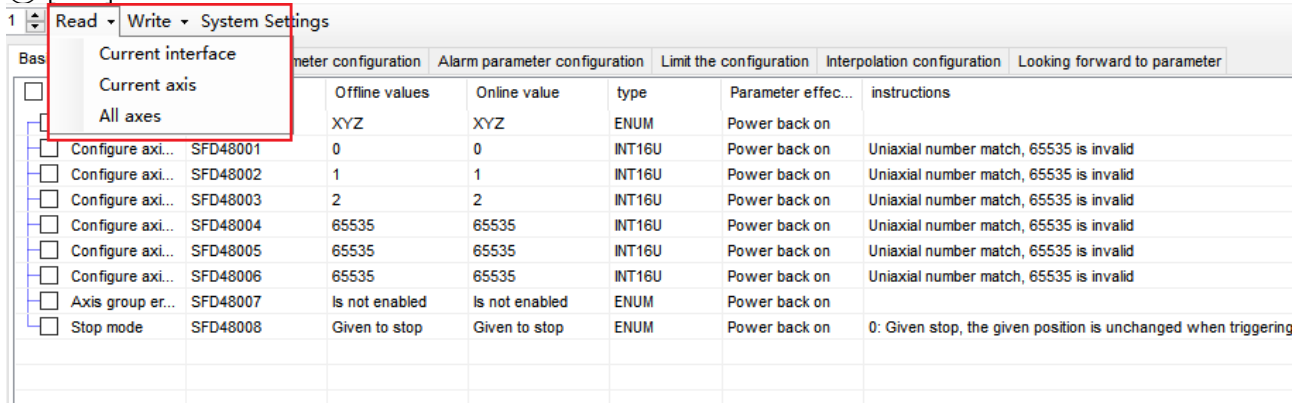 1 Read Write System Settings
Current interface
Current axis
All axes
Bas meter configuration Alarm parameter configuration Limit the configuration Interpolation configuration Looking forward to parameter
Offline values Online value type Parameter effec... instructions
XYZ XYZ ENUM Power back on
Configure axi... SFD48001 0 0 INT16U Power back on Uniaxial number match, 65535 is invalid
Configure axi... SFD48002 1 1 INT16U Power back on Uniaxial number match, 65535 is invalid
Configure axi... SFD48003 2 2 INT16U Power back on Uniaxial number match, 65535 is invalid
Configure axi... SFD48004 65535 65535 INT16U Power back on Uniaxial number match, 65535 is invalid
Configure axi... SFD48005 65535 65535 INT16U Power back on Uniaxial number match, 65535 is invalid
Configure axi... SFD48006 65535 65535 INT16U Power back on Uniaxial number match, 65535 is invalid
Axis group er... SFD48007 Is not enabled Is not enabled ENUM Power back on
Stop mode SFD48008 Given to stop Given to stop ENUM Power back on 0: Given stop, the given position is unchanged when triggering